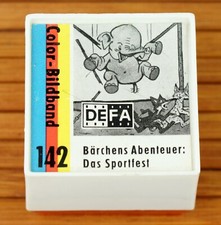 Color-Bildband
142
DEFA
Bärchens Abenteuer:
Das Sportfest